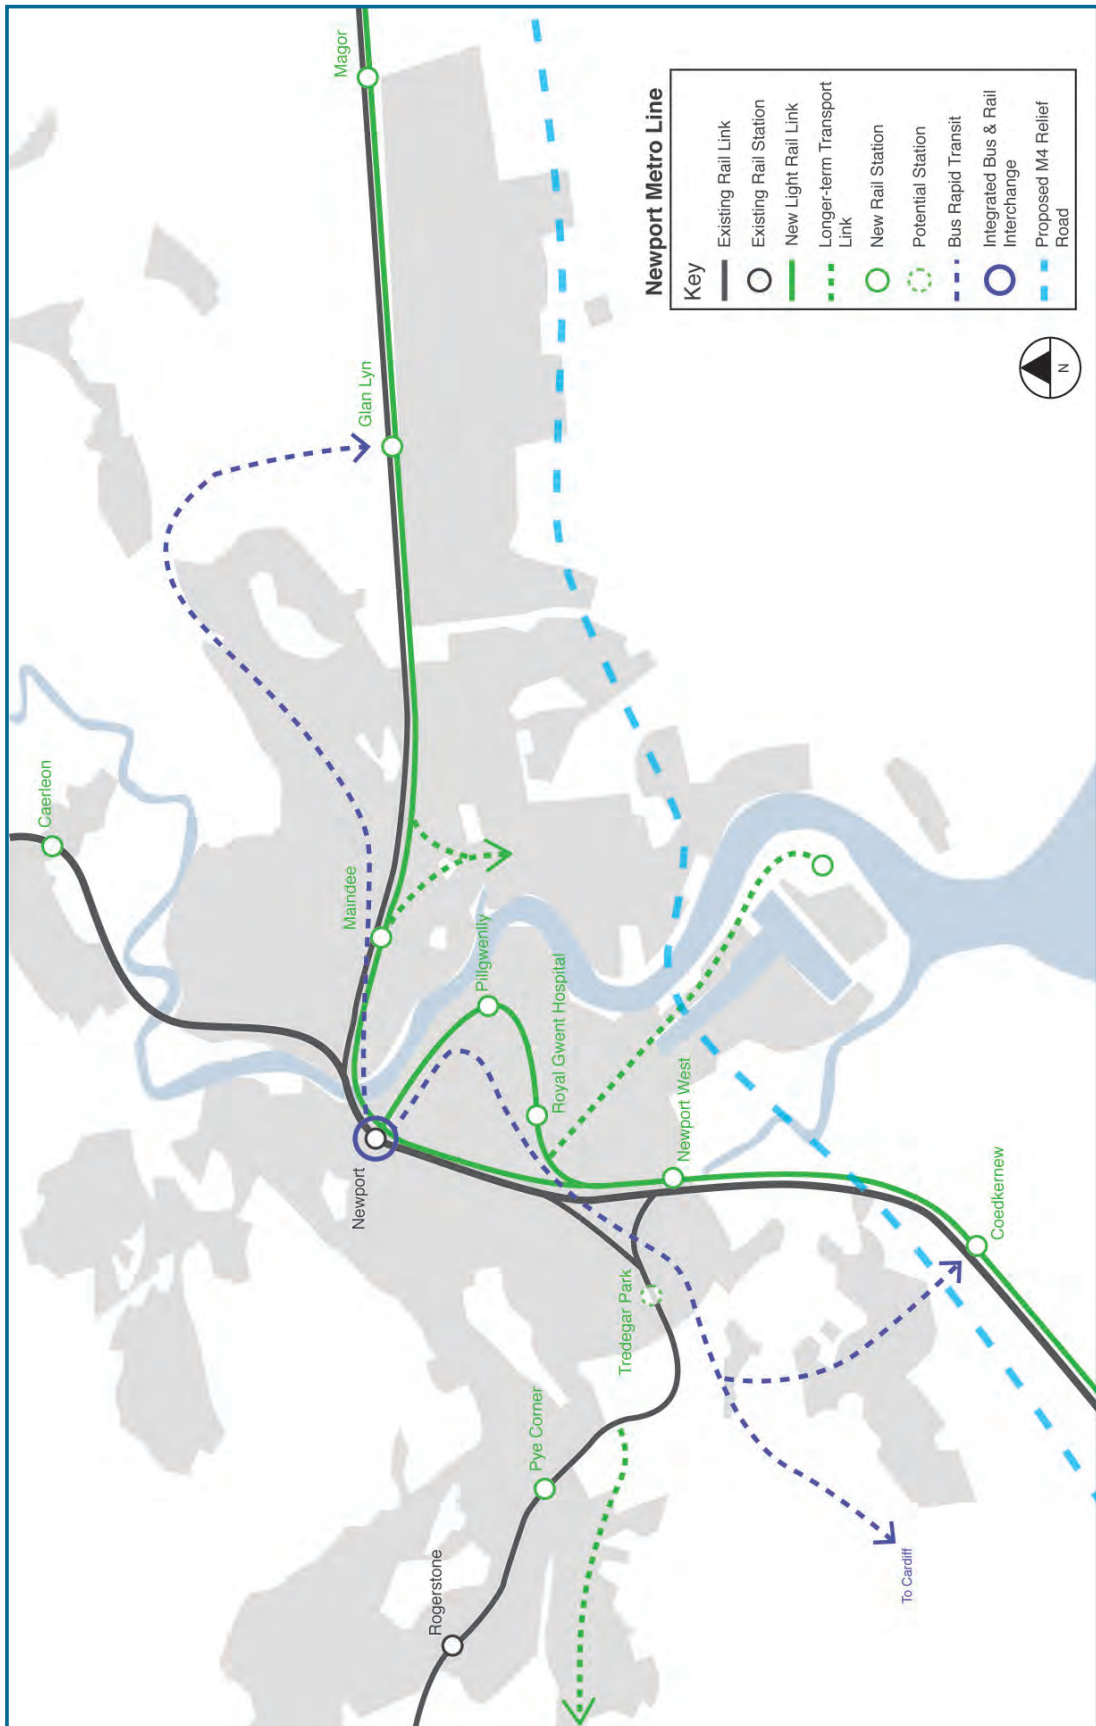 Magor
Glan Lyn
Caerleon
Maindee
Pillgwenlly
Royal Gwent Hospital
Newport West
Coedkernew
Newport
Tredegar Park
Pye Corner
Rogerstone
To Cardiff
Newport Metro Line
Key
Existing Rail Link
Existing Rail Station
New Light Rail Link
Longer-term Transport
Link
New Rail Station
Potential Station
Bus Rapid Transit
Integrated Bus & Rail
Interchange
Proposed M4 Relief
Road
N